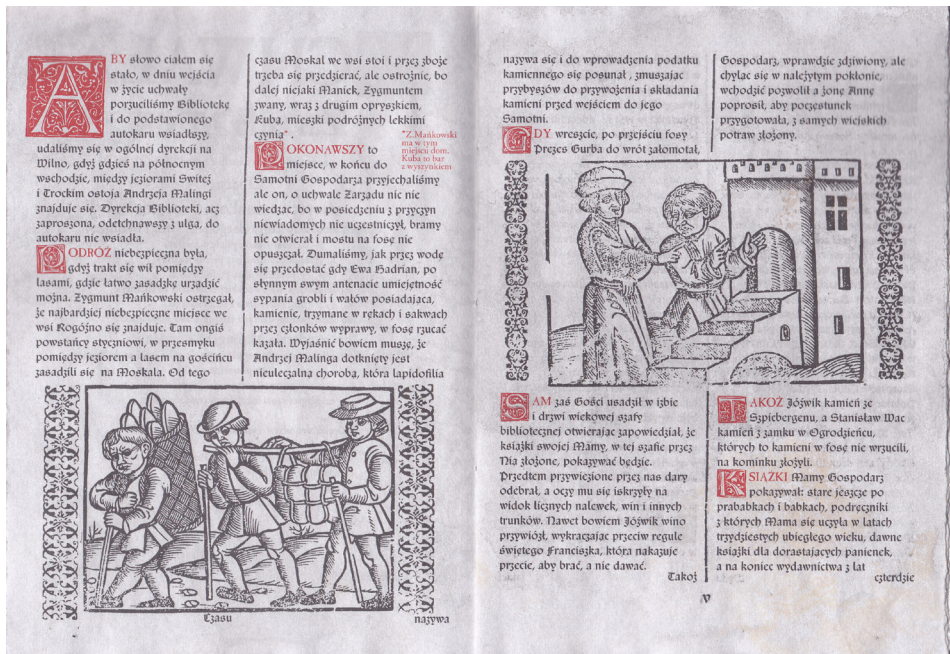 ABY słowo ciałem się
stało, w dniu wejścia
w życie uchwały
porzuciliśmy Bibliotekę
i do podstawionego
autokaru wsiadłszy,
udaliśmy się w ogólnej dyrekcji na
Wilno, gdyż gdzieś na północnym
wschodzie, między jeziorami Świteź
i Trockim ostoja Andrzeja Malingi
znajduje się. Dyrekcja Biblioteki, acz
zaproszona, odetchnąwszy z ulgą, do
autokaru nie wsiadła.
PODRÓŻ niebezpieczna była,
gdyż trakt się wił pomiędzy
lasami, gdzie łatwo zasadzkę urządzić
można. Zygmunt Mańkowski ostrzegał,
że najbardziej niebezpieczne miejsce we
wsi Rogóźno się znajduje. Tam ongiś
powstańcy styczniowi, w przesmyku
pomiędzy jeziorem a lasem na gościńcu
zasadzili się na Moskala. Od tego
Czasu
czasu Moskal we wsi stoi i przez zboże
trzeba się przedzierać, ale ostrożnie, bo
dalej niejaki Maniek, Zygmuntem
zwany, wraz z drugim opryszkiem,
Kubą, mieszki podróżnych lekkimi
czynią* .
*Z.Mańkowski
ma w tym
miejscu dom.
Kuba to bar
z wyszynkiem
POKONAWSZY to
miejsce, w końcu do
Samotni Gospodarza przyjechaliśmy
ale on, o uchwale Zarządu nic nie
wiedząc, bo w posiedzeniu z przyczyn
niewiadomych nie uczestniczył, bramy
nie otwierał i mostu na fosę nie
opuszczał. Dumaliśmy, jak przez wodę
się przedostać gdy Ewa Hadrian, po
słynnym swym antenacie umiejętność
sypania grobli i wałów posiadająca,
kamienie, trzymane w rękach i sakwach
przez członków wyprawy, w fosę rzucać
kazała. Wyjaśnić bowiem muszę, że
Andrzej Malinga dotknięty jest
nieuleczalną chorobą, która lapidofilią
nazywa
nazywa się i do wprowadzenia podatku
kamiennego się posunął , zmuszając
przybyszów do przywożenia i składania
kamieni przed wejściem do jego
Samotni.
GDY wreszcie, po przejściu fosy
Prezes Gurba do wrót załomotał,
Gospodarz, wprawdzie zdziwiony, ale
chyląc się w należytym pokłonie,
wchodzić pozwolił a żonę Annę
poprosił, aby poczęstunek
przygotowała, z samych wiejskich
potraw złożony.
SAM zaś Gości usadził w izbie
i drzwi wiekowej szafy
bibliotecznej otwierając zapowiedział, że
książki swojej Mamy, w tej szafie przez
Nią złożone, pokazywać będzie.
Przedtem przywiezione przez nas dary
odebrał, a oczy mu się iskrzyły na
widok licznych nalewek, win i innych
trunków. Nawet bowiem Jóźwik wino
przywiózł, wykraczając przeciw regule
świętego Franciszka, która nakazuje
przecie, aby brać, a nie dawać.
Takoż
TAKOŻ Jóźwik kamień ze
Szpicbergenu, a Stanisław Wac
kamień z zamku w Ogrodzieńcu,
których to kamieni w fosę nie wrzucili,
na kominku złożyli.
KSIĄŻKI Mamy Gospodarz
pokazywał: stare jeszcze po
prababkach i babkach, podręczniki
z których Mama się uczyła w latach
trzydziestych ubiegłego wieku, dawne
książki dla dorastających panienek,
a na koniec wydawnictwa z lat
czterdzie
IV